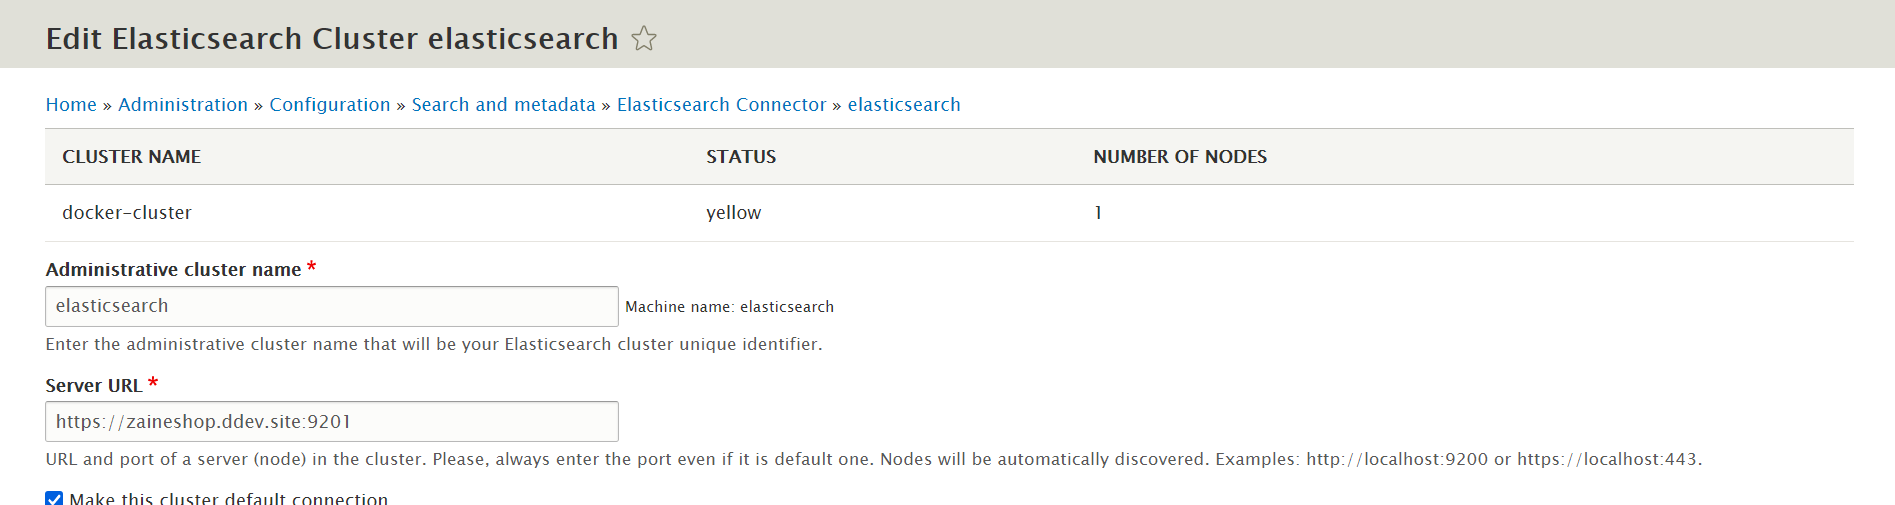 Edit Elasticsearch Cluster elasticsearch
Home » Administration » Configuration » Search and metadata » Elasticsearch Connector » elasticsearch
CLUSTER NAME STATUS NUMBER OF NODES
docker-cluster yellow 1
Administrative cluster name *
elasticsearch Machine name: elasticsearch
Enter the administrative cluster name that will be your Elasticsearch cluster unique identifier.
Server URL *
https://zaineshop.ddev.site:9201
URL and port of a server (node) in the cluster. Please, always enter the port even if it is default one. Nodes will be automatically discovered. Examples: http://localhost:9200 or https://localhost:443.
Make this cluster default connection